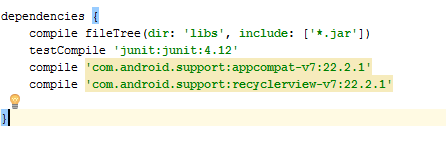 dependencies {
    compile fileTree(dir: 'libs', include: ['*.jar'])
    testCompile 'junit:junit:4.12'
    compile 'com.android.support:appcompat-v7:22.2.1'
    compile 'com.android.support:recyclerview-v7:22.2.1'
}